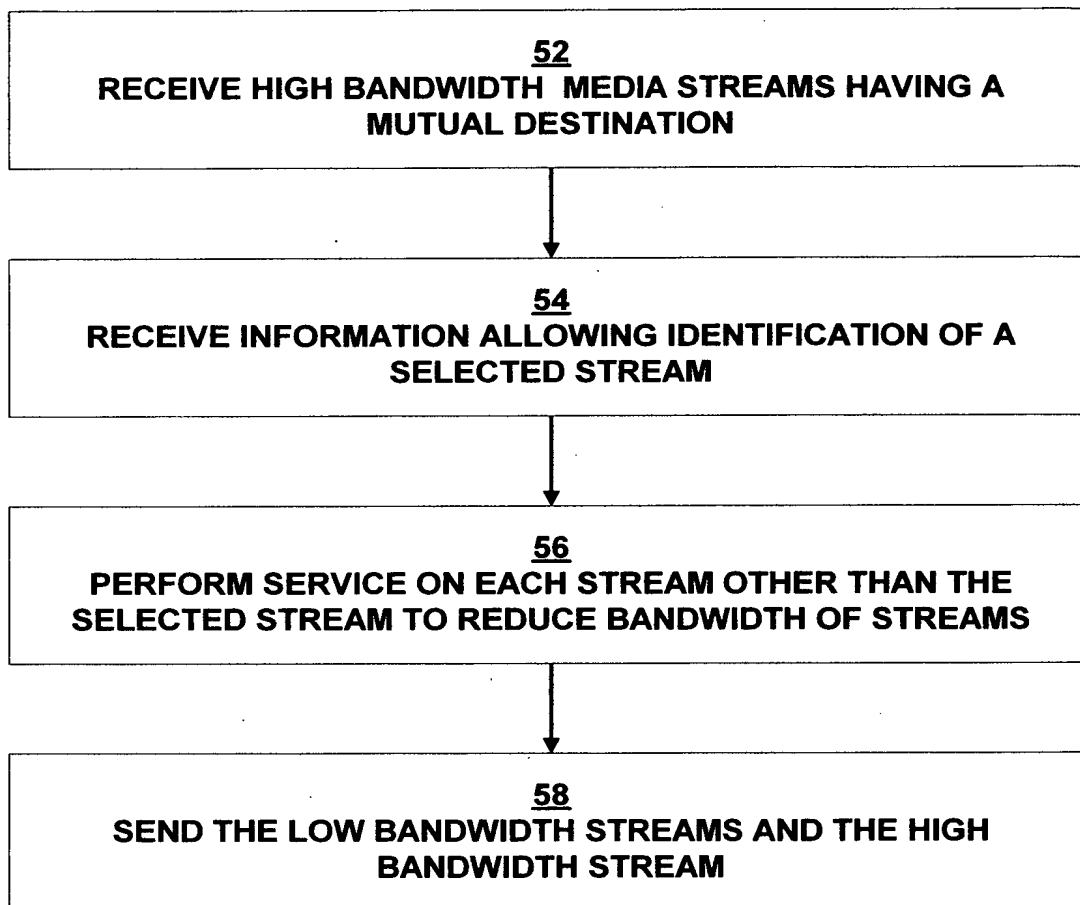 52
RECEIVE HIGH BANDWIDTH MEDIA STREAMS HAVING A
MUTUAL DESTINATION
54
RECEIVE INFORMATION ALLOWING IDENTIFICATION OF A
SELECTED STREAM
56
PERFORM SERVICE ON EACH STREAM OTHER THAN THE
SELECTED STREAM TO REDUCE BANDWIDTH OF STREAMS
58
SEND THE LOW BANDWIDTH STREAMS AND THE HIGH
BANDWIDTH STREAM